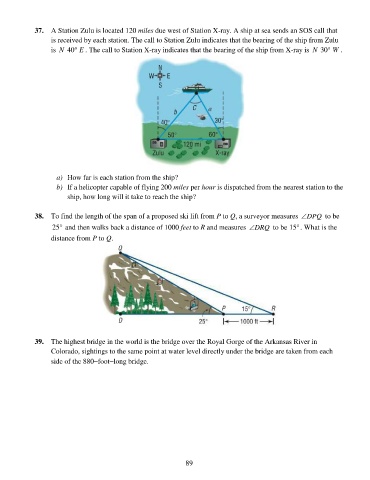 37. A Station Zulu is located 120 miles due west of Station X-ray. A ship at sea sends an SOS call that
is received by each station. The call to Station Zulu indicates that the bearing of the ship from Zulu
is N 40° E . The call to Station X-ray indicates that the bearing of the ship from X-ray is N 30° W .
N
W E
S
b C a
40° 30°
50° 60°
120 mi
Zulu X-ray
a) How far is each station from the ship?
b) If a helicopter capable of flying 200 miles per hour is dispatched from the nearest station to the
ship, how long will it take to reach the ship?
38. To find the length of the span of a proposed ski lift from P to Q, a surveyor measures ∠DPQ to be
25° and then walks back a distance of 1000 feet to R and measures ∠DRQ to be 15°. What is the
distance from P to Q.
Q
P 15° R
D 25° 1000 ft
39. The highest bridge in the world is the bridge over the Royal Gorge of the Arkansas River in
Colorado, sightings to the same point at water level directly under the bridge are taken from each
side of the 880–foot–long bridge.
89